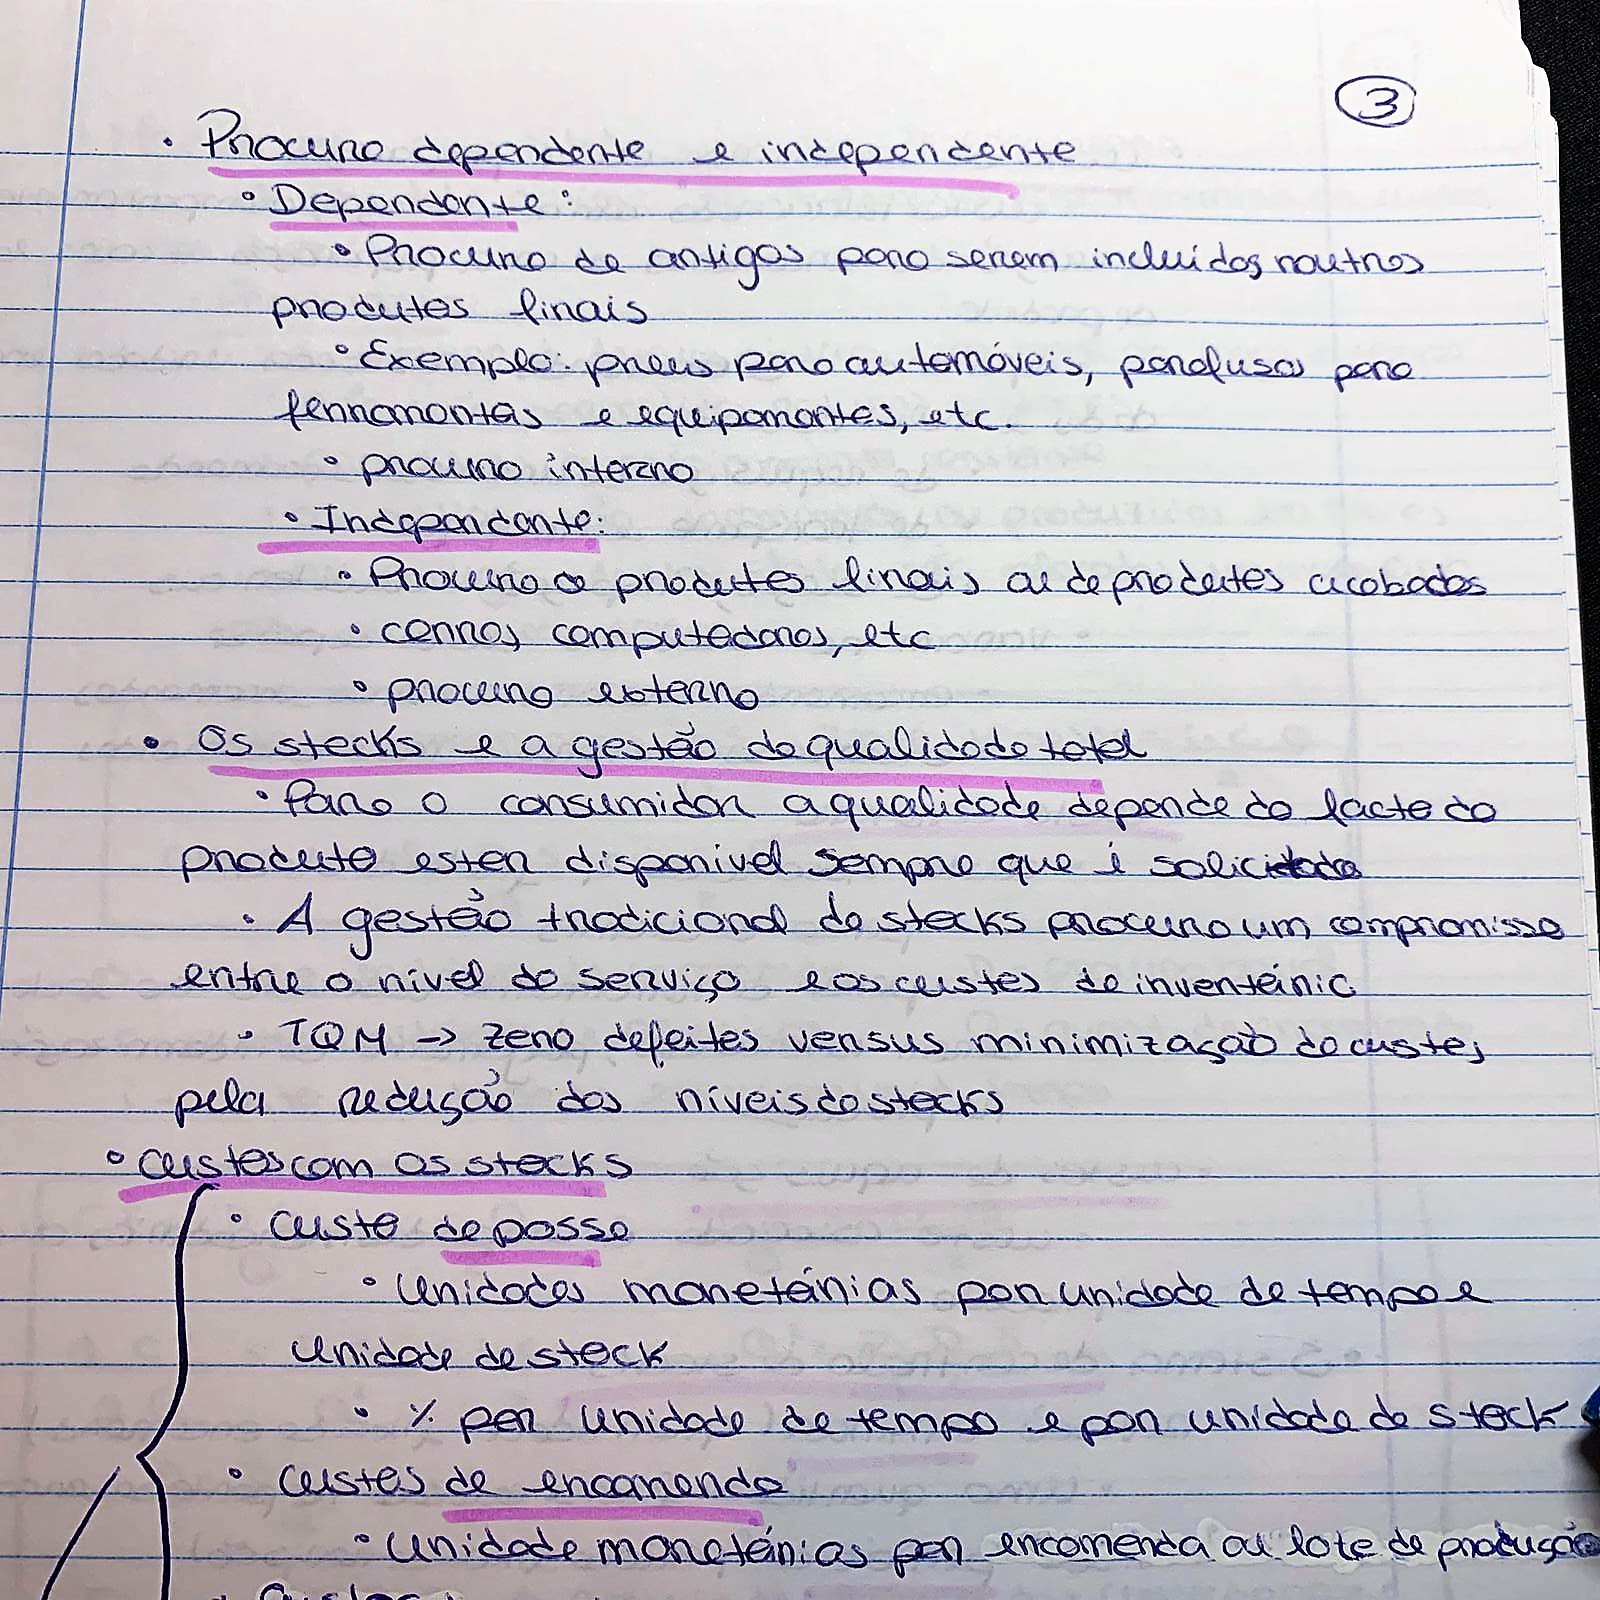 3
• Procura dependente e independente
• Dependente:
• Procura de artigos para serem incluídos noutros
produtos finais
• Exemplo: pneus para automóveis, parafusos para
ferramentas e equipamentos, etc.
• procura interna
• Independente:
• Procura de produtos finais ou de produtos acabados
• carros, computadores, etc
• procura externa
• Os stocks e a gestão da qualidade total
• Para o consumidor a qualidade depende do facto do
produto ester disponível sempre que é solicitado
• A gestão tradicional de stocks procura um compromisso
entre o nível de serviço e os custos de inventário
• TQM → zero defeitos versus minimização de custos,
pela redução dos níveis de stocks
• Custos com os stocks
• Custo de posse
• Unidades monetárias por unidade de tempo e
unidade de stock
• % por unidade de tempo e por unidade de stock
• Custos de encomenda
• Unidade monetárias por encomenda ou lote de produção